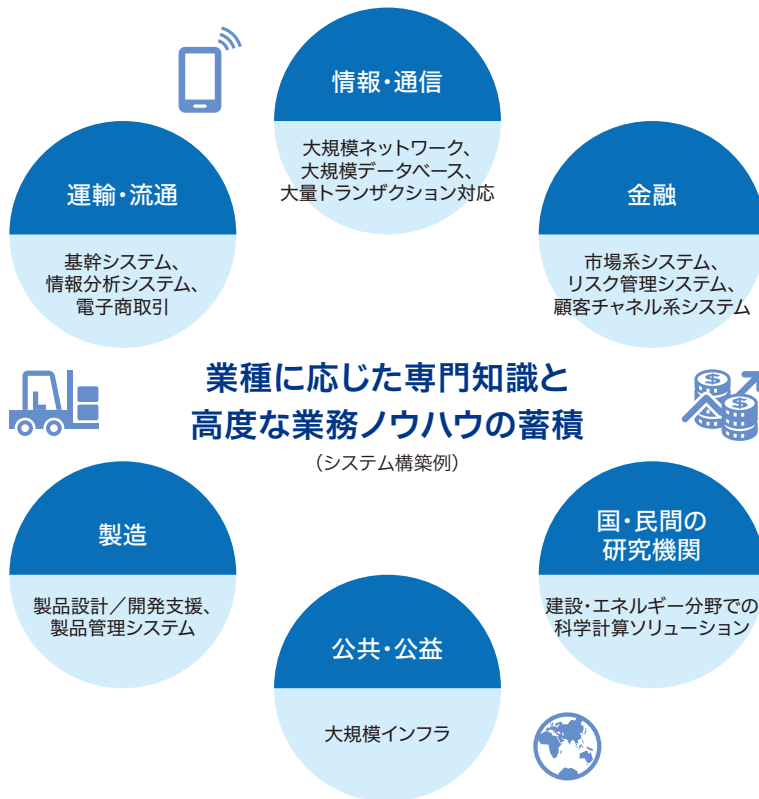 情報・通信
大規模ネットワーク、
大規模データベース、
大量トランザクション対応
運輸・流通
基幹システム、
情報分析システム、
電子商取引
金融
市場系システム、
リスク管理システム、
顧客チャネル系システム
業種に応じた専門知識と
高度な業務ノウハウの蓄積
（システム構築例）
製造
製品設計／開発支援、
製品管理システム
国・民間の
研究機関
建設・エネルギー分野での
科学計算ソリューション
公共・公益
大規模インフラ